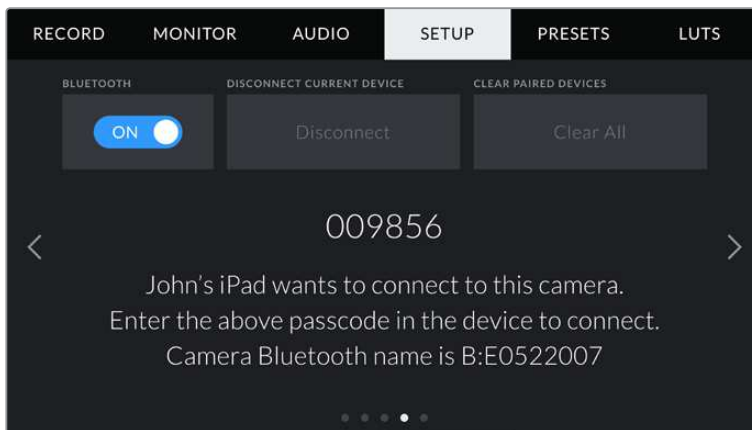 RECORD MONITOR AUDIO SETUP PRESETS LUTS
BLUETOOTH DISCONNECT CURRENT DEVICE CLEAR PAIRED DEVICES
ON Disconnect Clear All
009856
John's iPad wants to connect to this camera.
Enter the above passcode in the device to connect.
Camera Bluetooth name is B:E0522007